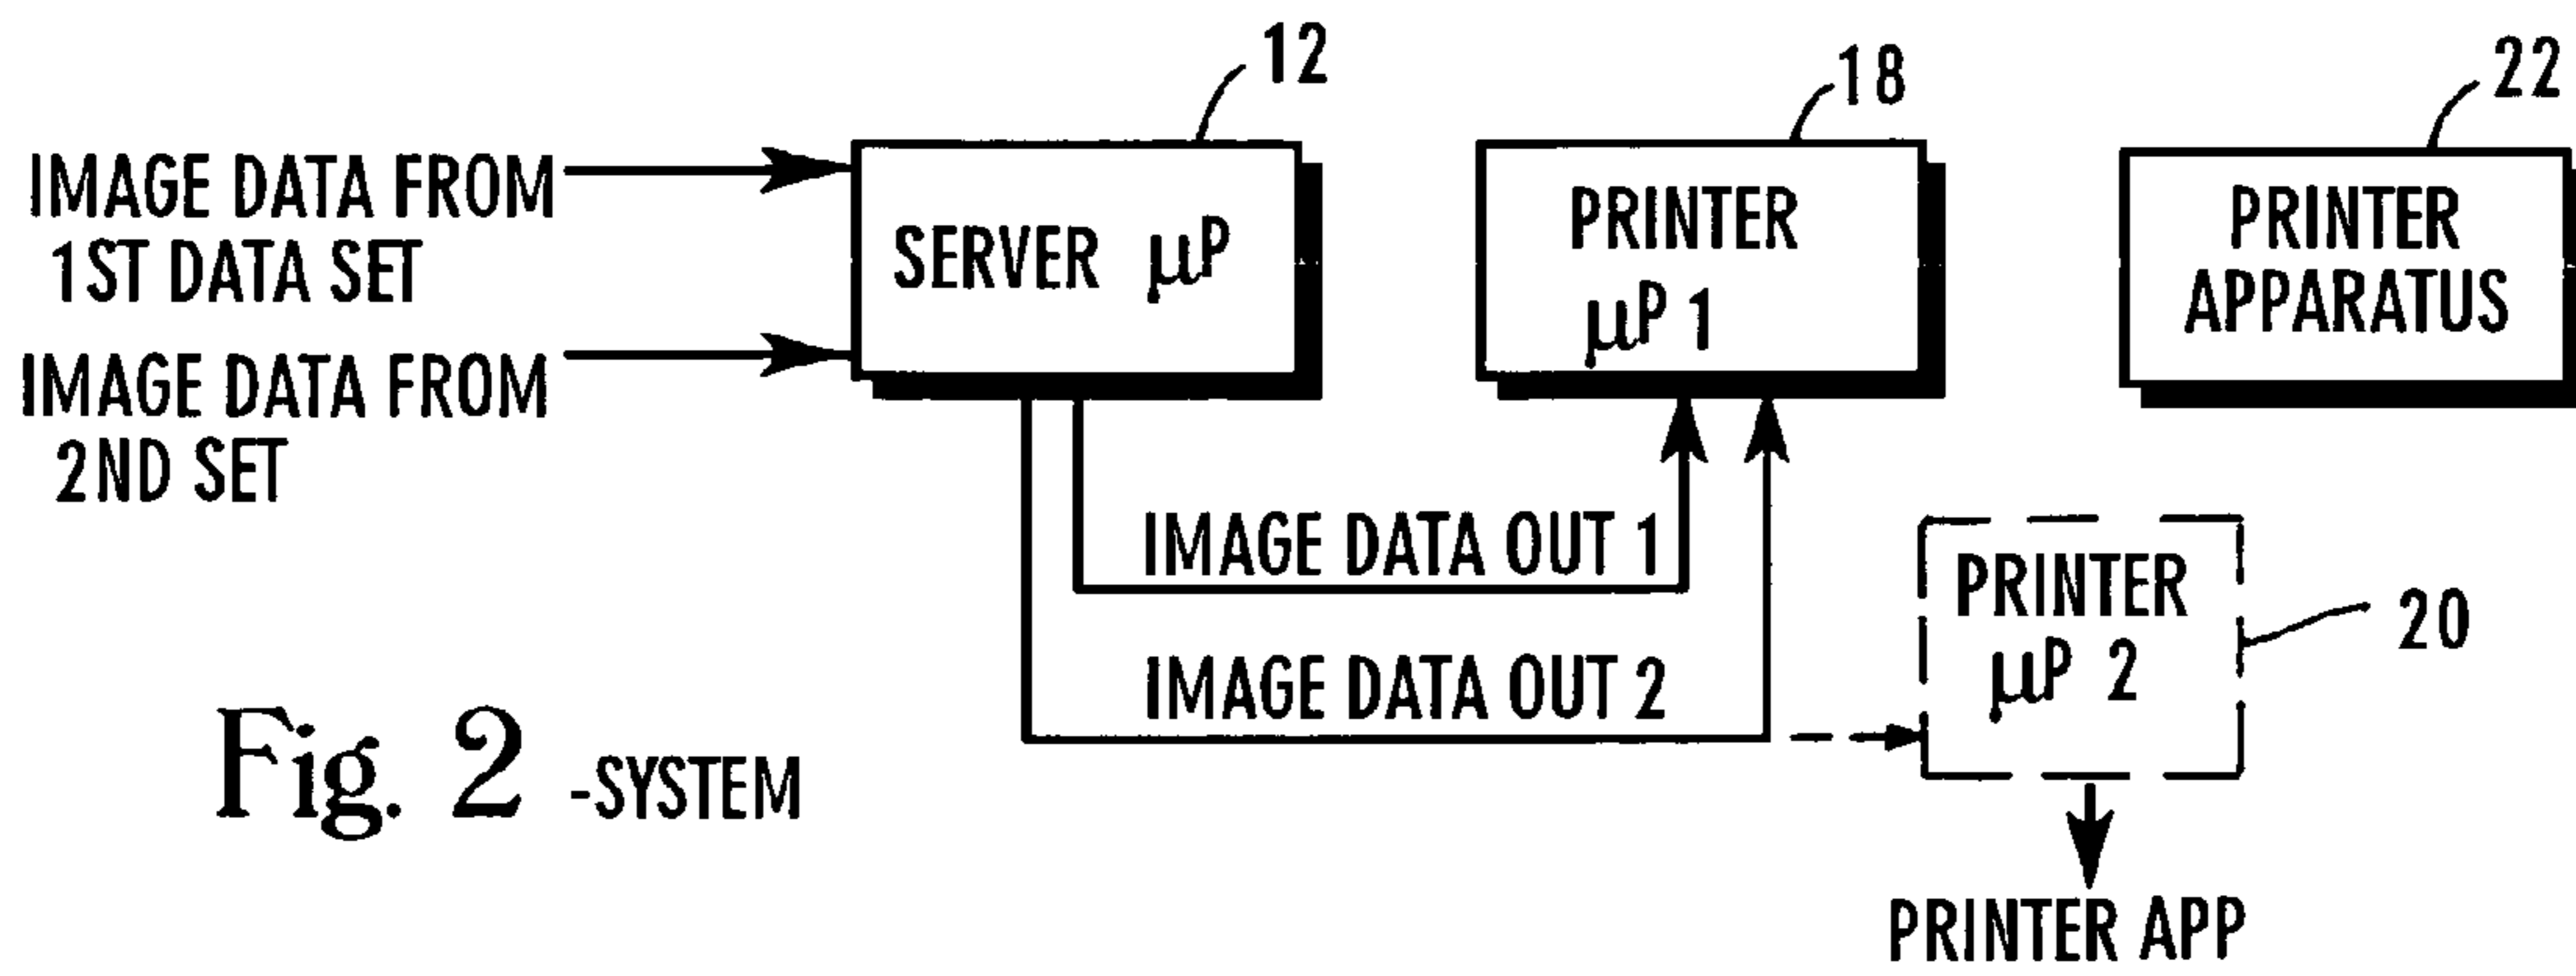 12
18
22
IMAGE DATA FROM
1ST DATA SET
IMAGE DATA FROM
2ND SET
SERVER μP
PRINTER
μP 1
PRINTER
APPARATUS
IMAGE DATA OUT 1
IMAGE DATA OUT 2
PRINTER
μP 2
20
PRINTER APP
Fig. 2 -SYSTEM